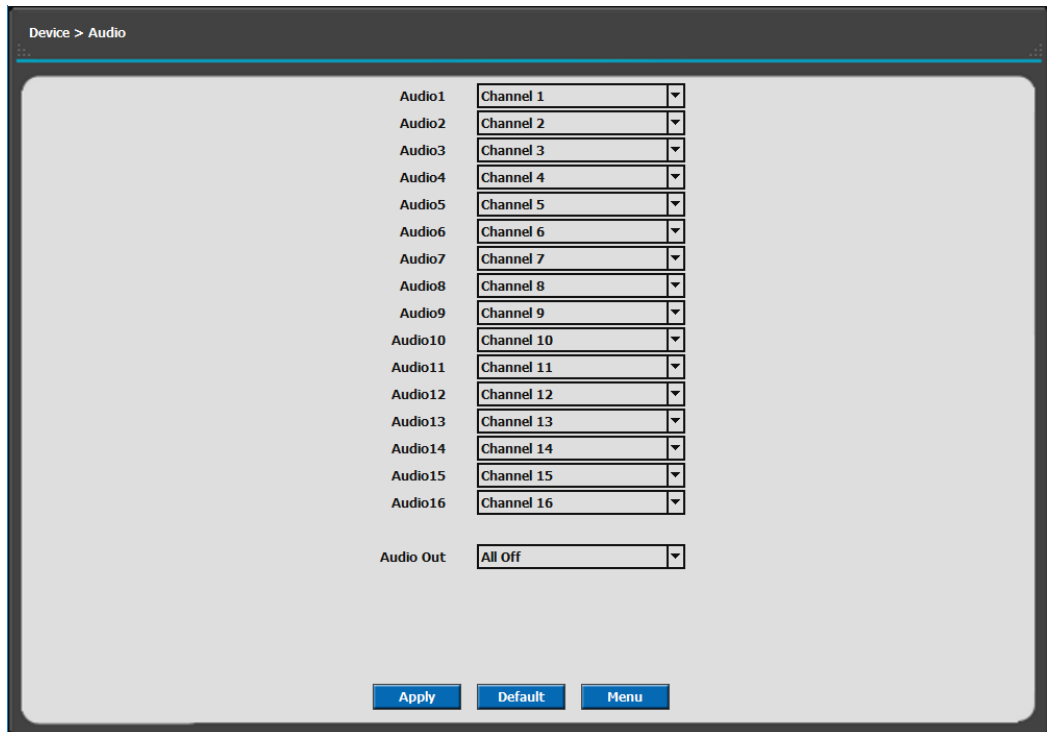 Device > Audio
Audio1 Channel 1
Audio2 Channel 2
Audio3 Channel 3
Audio4 Channel 4
Audio5 Channel 5
Audio6 Channel 6
Audio7 Channel 7
Audio8 Channel 8
Audio9 Channel 9
Audio10 Channel 10
Audio11 Channel 11
Audio12 Channel 12
Audio13 Channel 13
Audio14 Channel 14
Audio15 Channel 15
Audio16 Channel 16
Audio Out All Off
Apply Default Menu